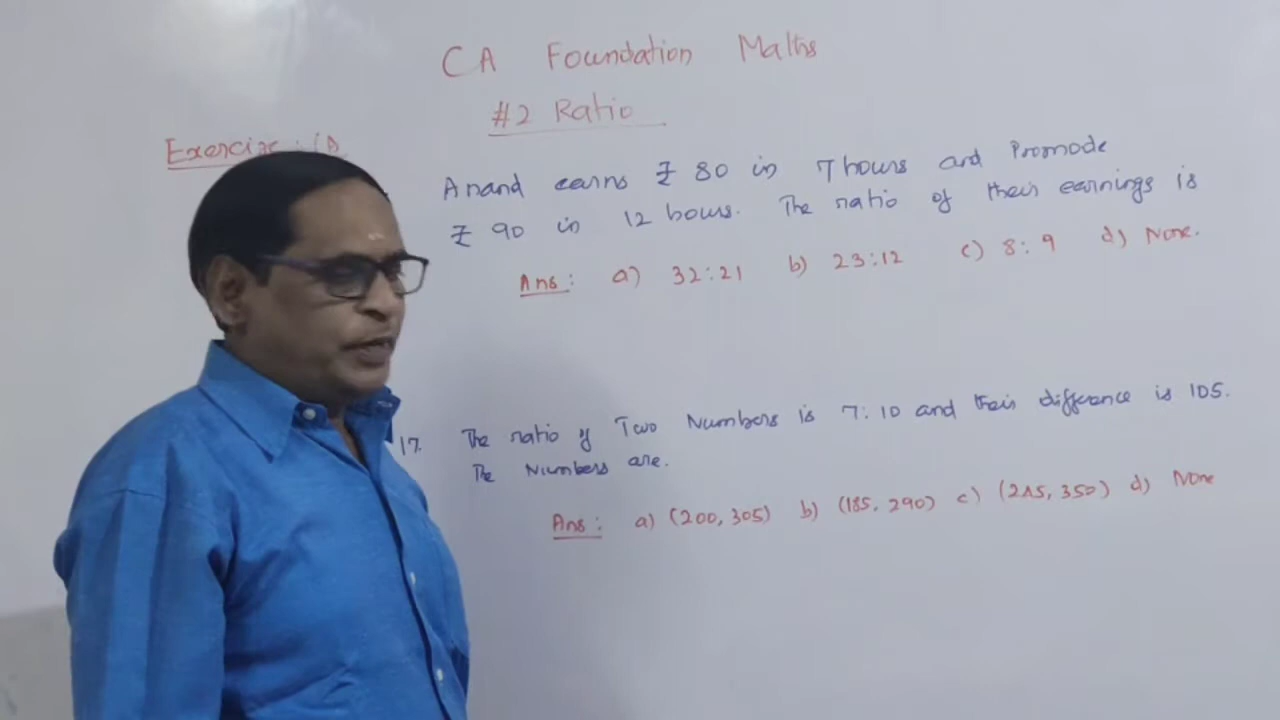 CA Foundation Maths
#2 Ratio
Exercise: 1A
Anand earns ₹ 80 in 7 hours and Promode
₹ 90 in 12 hours. The ratio of their earnings is
Ans: a) 32:21 b) 23:12 c) 8:9 d) None.
17. The ratio of Two Numbers is 7:10 and their difference is 105.
The Numbers are.
Ans: a) (200, 305) b) (185, 290) c) (245, 350) d) None